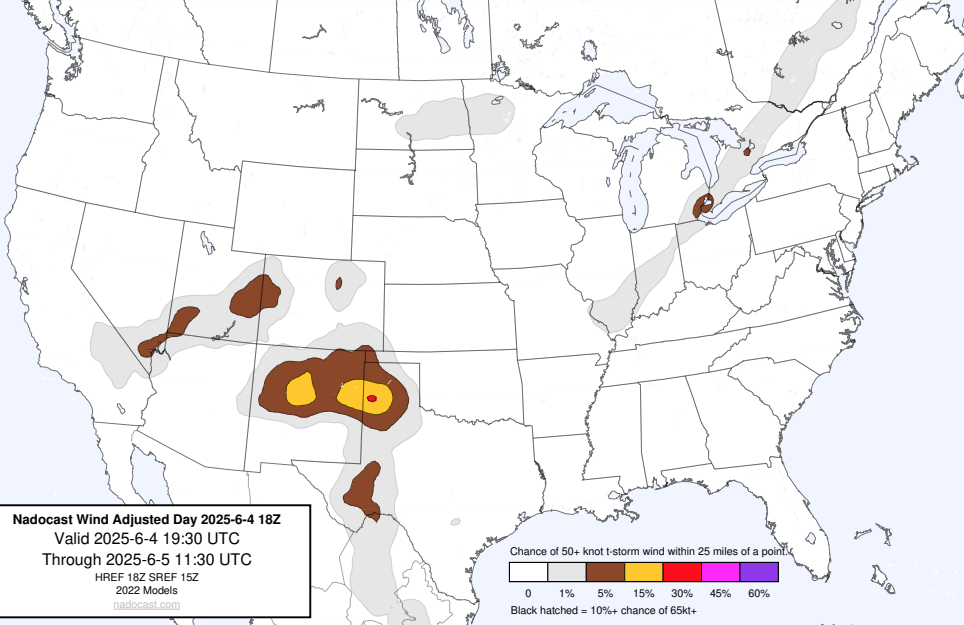 Nadocast Wind Adjusted Day 2025-6-4 18Z
Valid 2025-6-4 19:30 UTC
Through 2025-6-5 11:30 UTC
HREF 18Z SREF 15Z
2022 Models
nadocast.com
Chance of 50+ knot t-storm wind within 25 miles of a point.
0 1% 5% 15% 30% 45% 60%
Black hatched = 10%+ chance of 65kt+